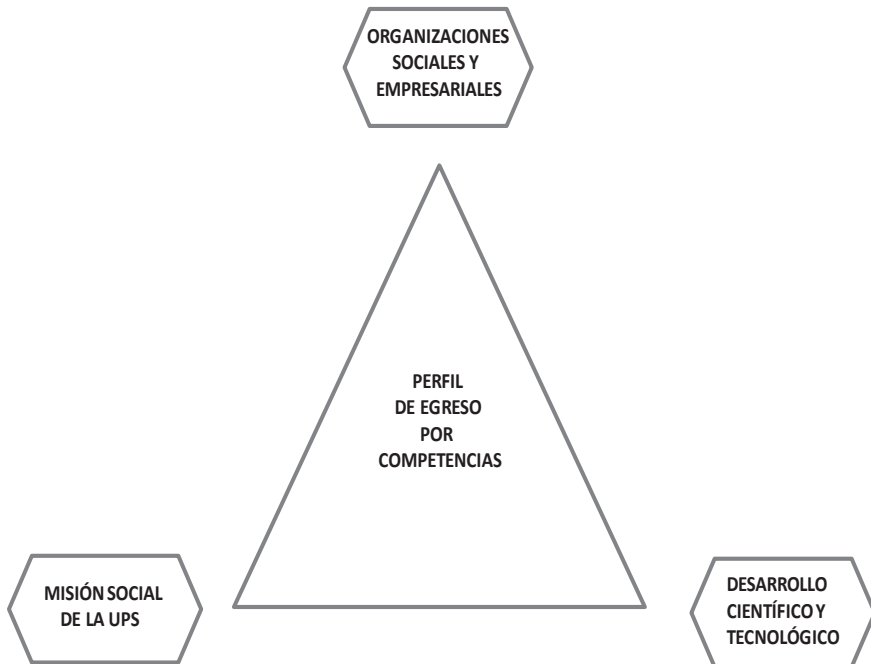 ORGANIZACIONES
SOCIALES Y
EMPRESARIALES
PERFIL
DE EGRESO
POR
COMPETENCIAS
MISIÓN SOCIAL
DE LA UPS
DESARROLLO
CIENTÍFICO Y
TECNOLÓGICO